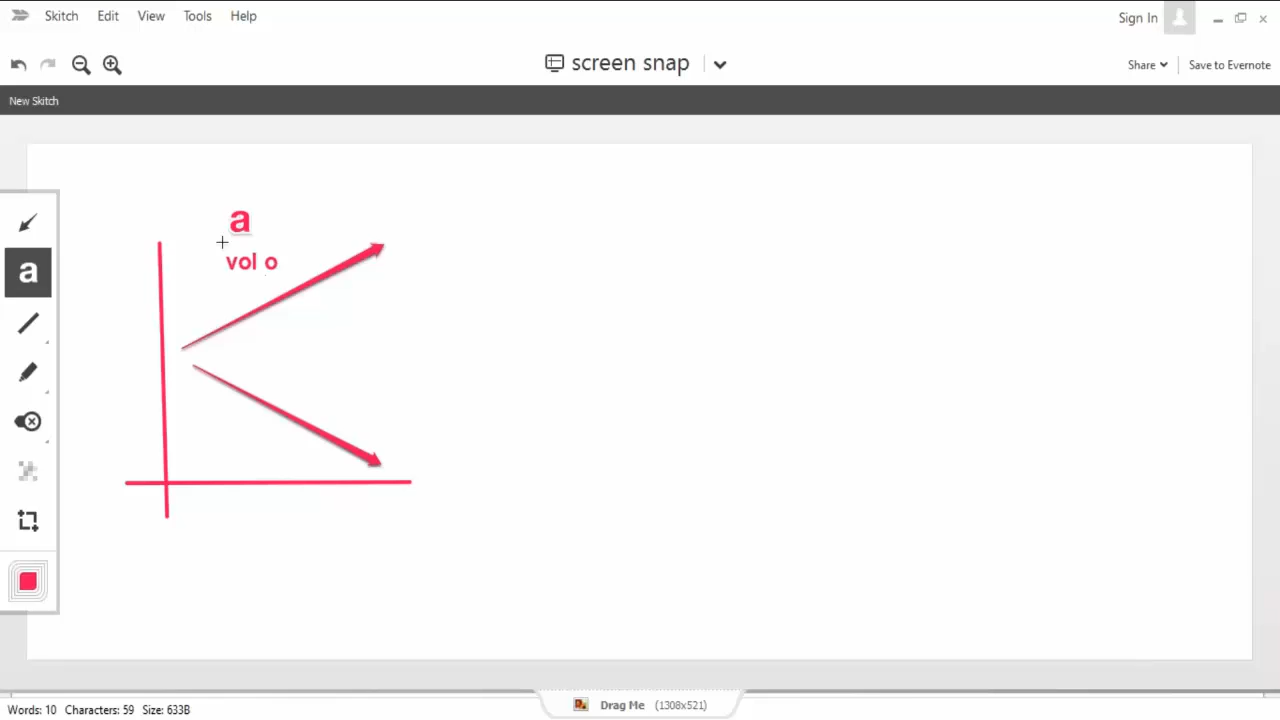 Skitch Edit View Tools Help
Sign In
screen snap
Share
Save to Evernote
New Skitch
a
vol o
a
Words: 10 Characters: 59 Size: 633B
Drag Me (1308x521)